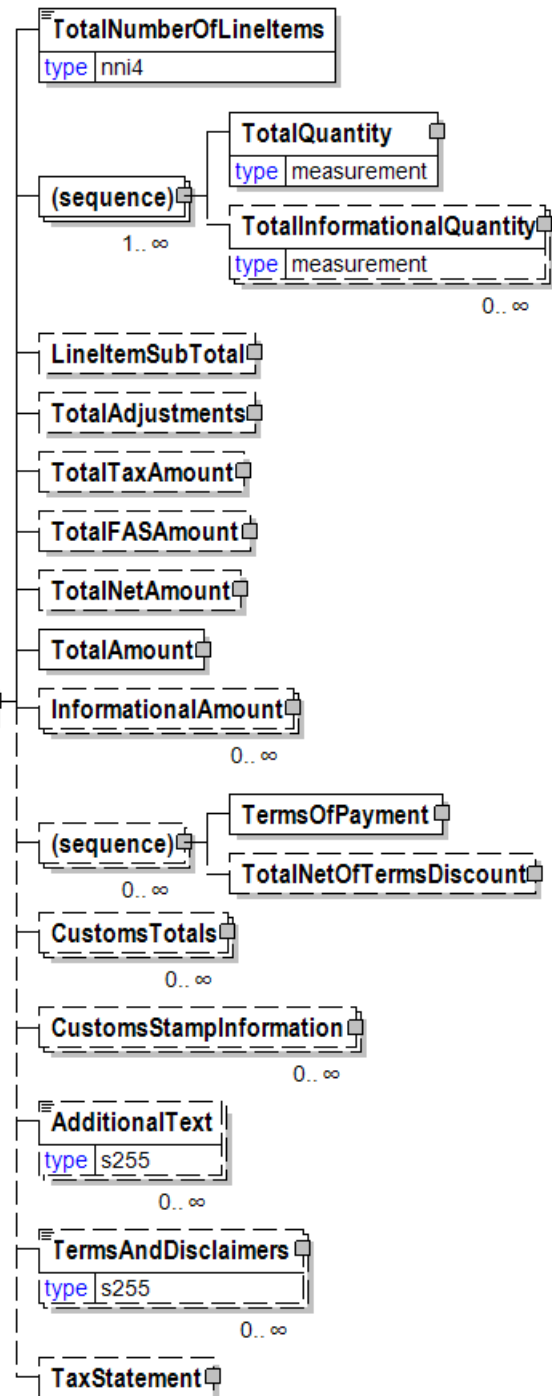 TotalNumberOfLineItems
type nni4
TotalQuantity
type measurement
(sequence)
1.. ∞
TotalInformationalQuantity
type measurement
0.. ∞
LineItemSubTotal
TotalAdjustments
TotalTaxAmount
TotalFASAmount
TotalNetAmount
TotalAmount
InformationalAmount
0.. ∞
TermsOfPayment
(sequence)
0.. ∞
TotalNetOfTermsDiscount
CustomsTotals
0.. ∞
CustomsStampInformation
0.. ∞
AdditionalText
type s255
0.. ∞
TermsAndDisclaimers
type s255
0.. ∞
TaxStatement